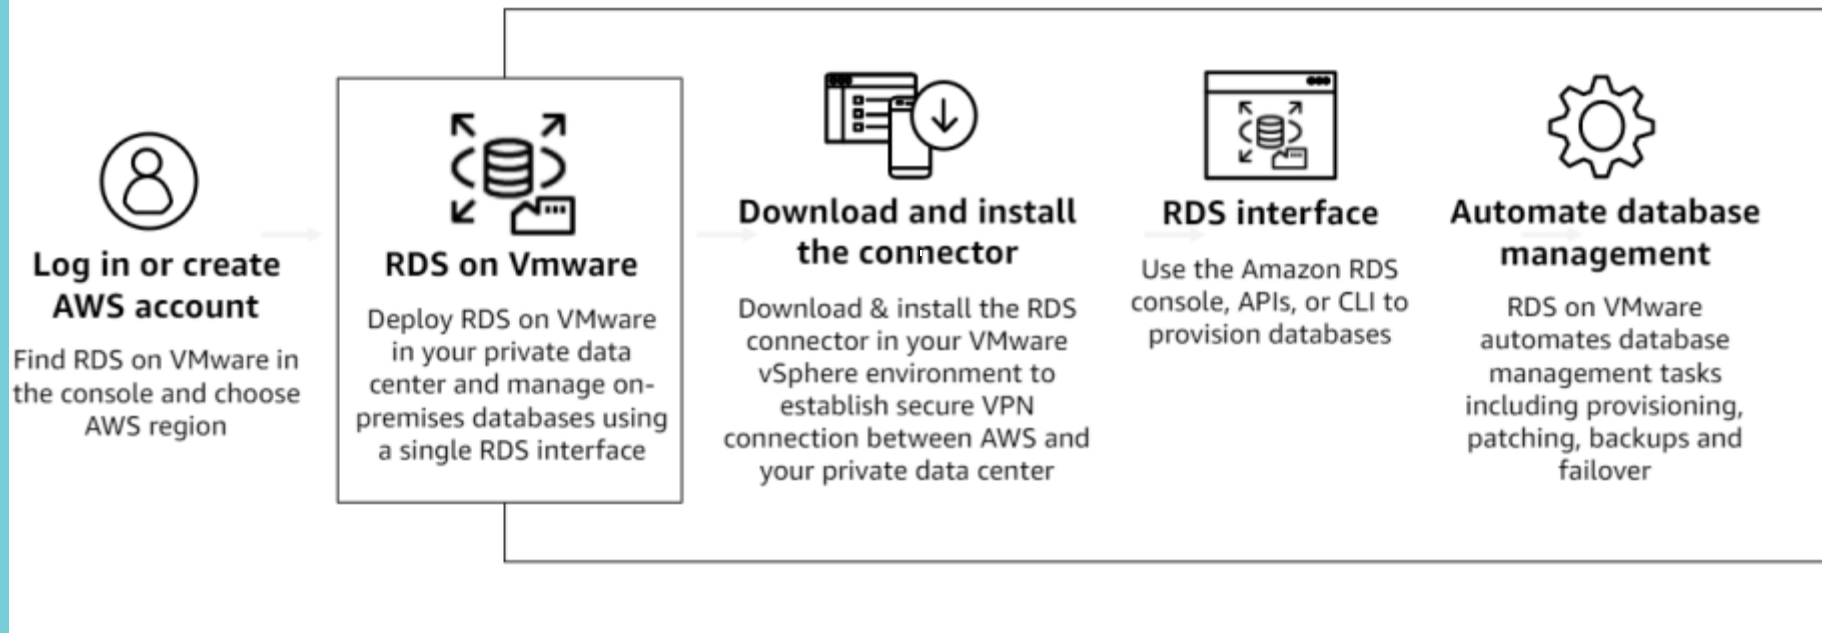 Log in or create
AWS account
Find RDS on VMware in
the console and choose
AWS region
RDS on Vmware
Deploy RDS on VMware
in your private data
center and manage on-
premises databases using
a single RDS interface
Download and install
the connector
Download & install the RDS
connector in your VMware
vSphere environment to
establish secure VPN
connection between AWS and
your private data center
RDS interface
Use the Amazon RDS
console, APIs, or CLI to
provision databases
Automate database
management
RDS on VMware
automates database
management tasks
including provisioning,
patching, backups and
failover